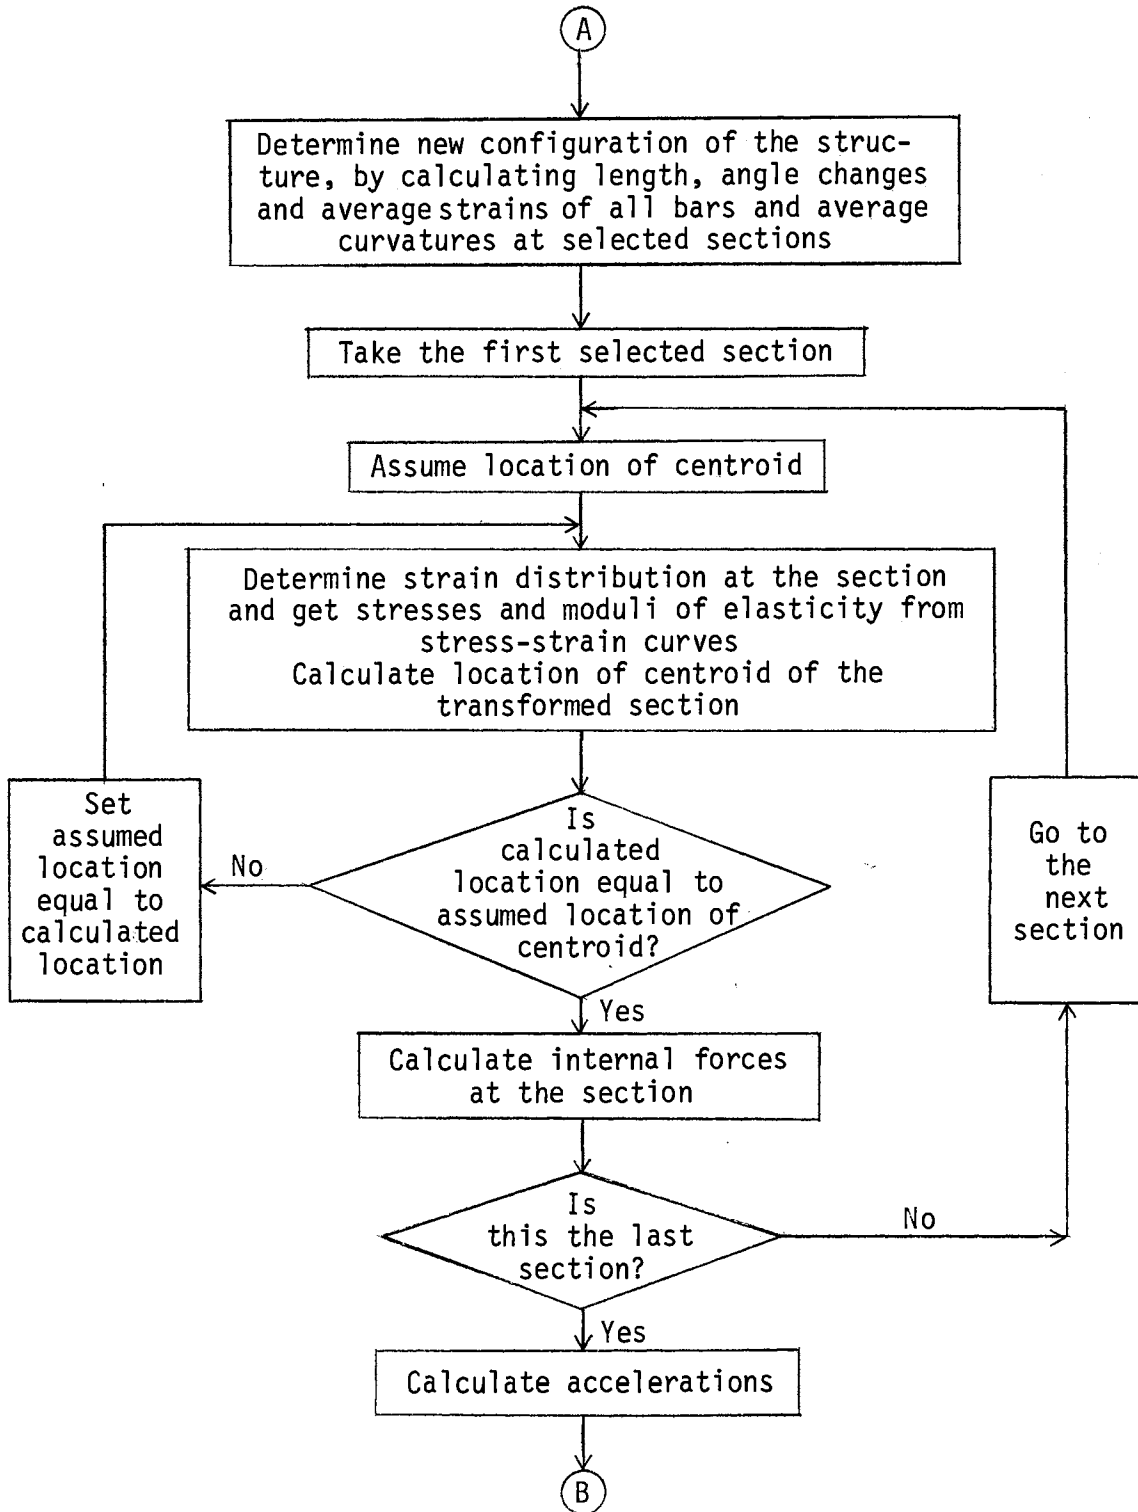 A
Determine new configuration of the struc-
ture, by calculating length, angle changes
and average strains of all bars and average
curvatures at selected sections
Take the first selected section
Assume location of centroid
Determine strain distribution at the section
and get stresses and moduli of elasticity from
stress-strain curves
Calculate location of centroid of the
transformed section
Set
assumed
location
equal to
calculated
location
No
Is
calculated
location equal to
assumed location of
centroid?
Go to
the
next
section
Yes
Calculate internal forces
at the section
Is
this the last
section?
No
Yes
Calculate accelerations
B